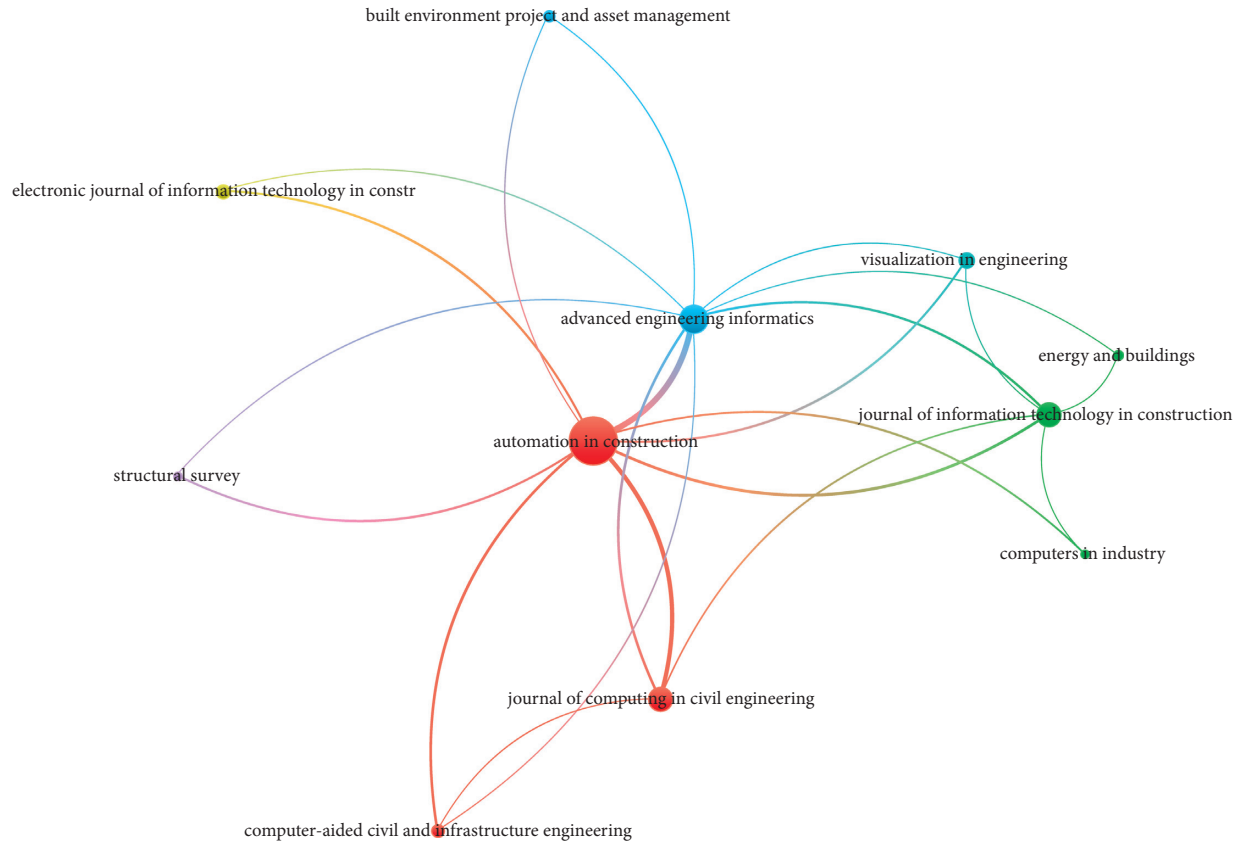 built environment project and asset management
electronic journal of information technology in constr
visualization in engineering
advanced engineering informatics
energy and buildings
journal of information technology in construction
automation in construction
structural survey
computers in industry
journal of computing in civil engineering
computer-aided civil and infrastructure engineering